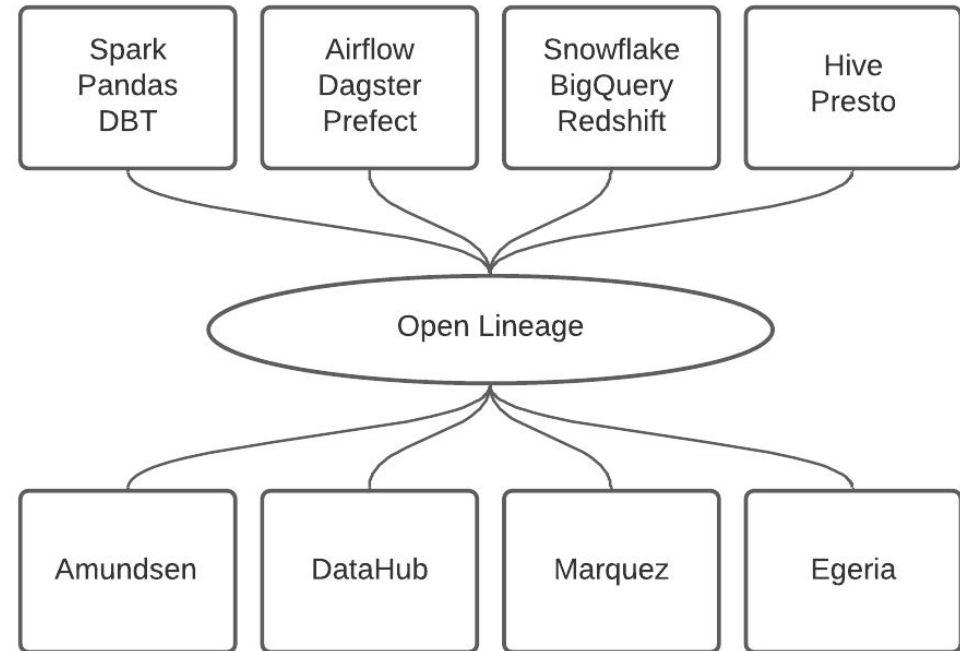 Spark
Pandas
DBT
Airflow
Dagster
Prefect
Snowflake
BigQuery
Redshift
Hive
Presto
Open Lineage
Amundsen
DataHub
Marquez
Egeria